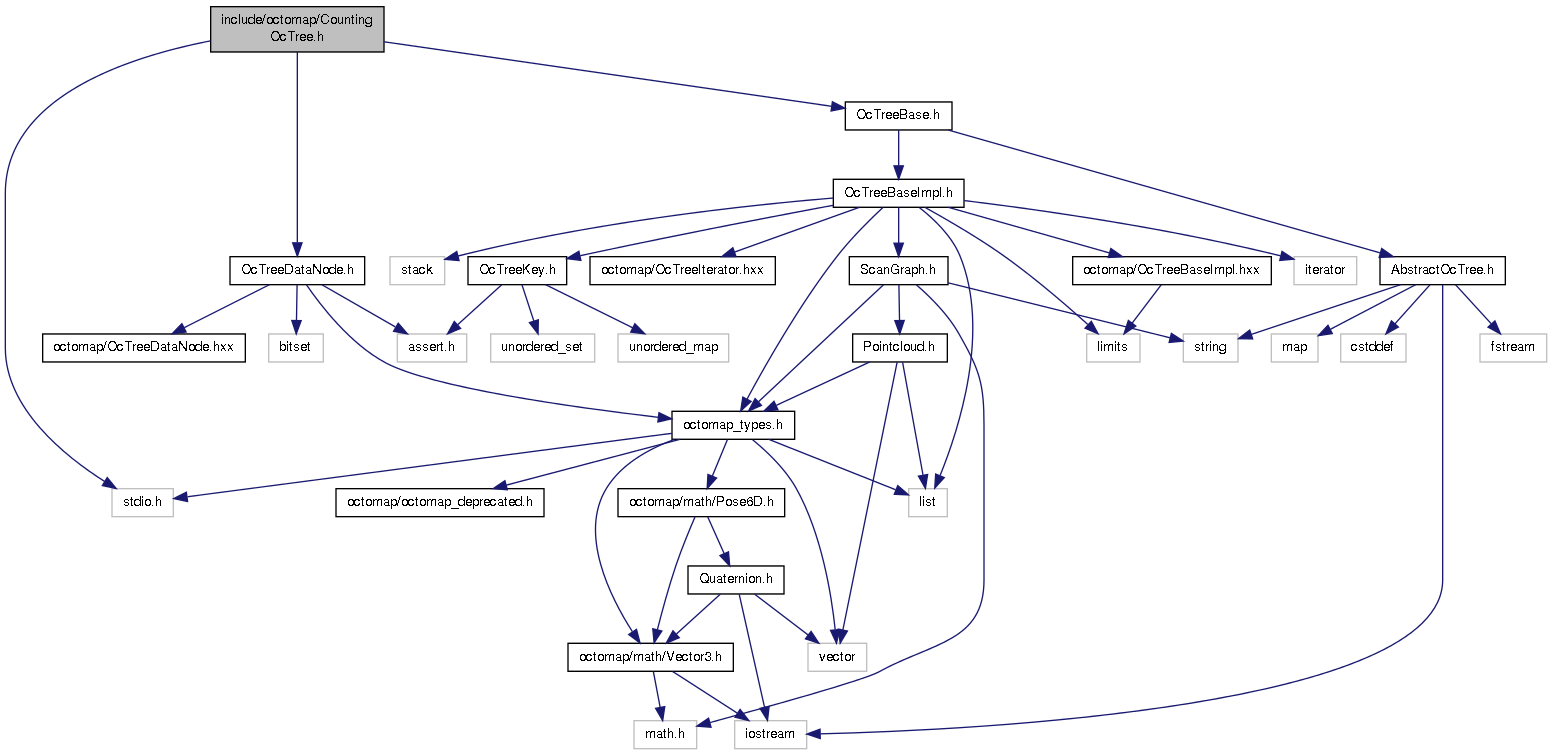 include/octomap/Counting
OcTree.h
OcTreeBase.h
OcTreeBaseImpl.h
OcTreeDataNode.h
stack
OcTreeKey.h
octomap/OcTreeIterator.hxx
ScanGraph.h
octomap/OcTreeBaseImpl.hxx
iterator
AbstractOcTree.h
octomap/OcTreeDataNode.hxx
bitset
assert.h
unordered_set
unordered_map
Pointcloud.h
limits
string
map
cstddef
fstream
octomap_types.h
stdio.h
octomap/octomap_deprecated.h
octomap/math/Pose6D.h
list
Quaternion.h
octomap/math/Vector3.h
vector
math.h
iostream